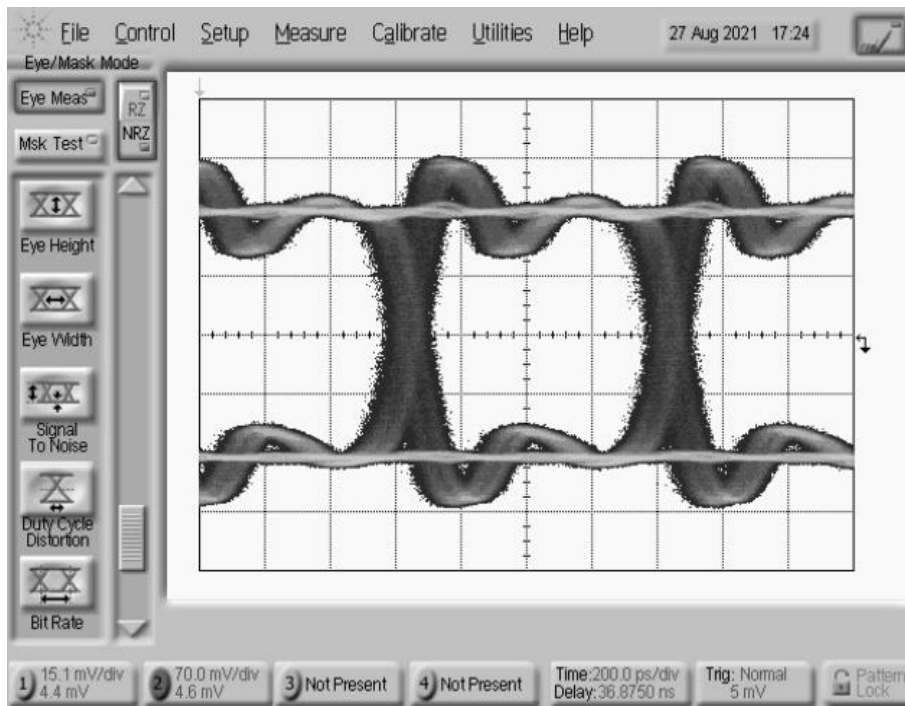 File Control Setup Measure Calibrate Utilities Help 27 Aug 2021 17:24
Eye/Mask Mode
Eye Meas
RZ
NRZ
Msk Test
Eye Height
Eye Width
Signal
To Noise
Duty Cycle
Distortion
Bit Rate
1 15.1 mV/div
4.4 mV
2 70.0 mV/div
4.6 mV
3 Not Present
4 Not Present
Time:200.0 ps/div
Delay:36.8750 ns
Trig: Normal
5 mV
Pattern
Lock